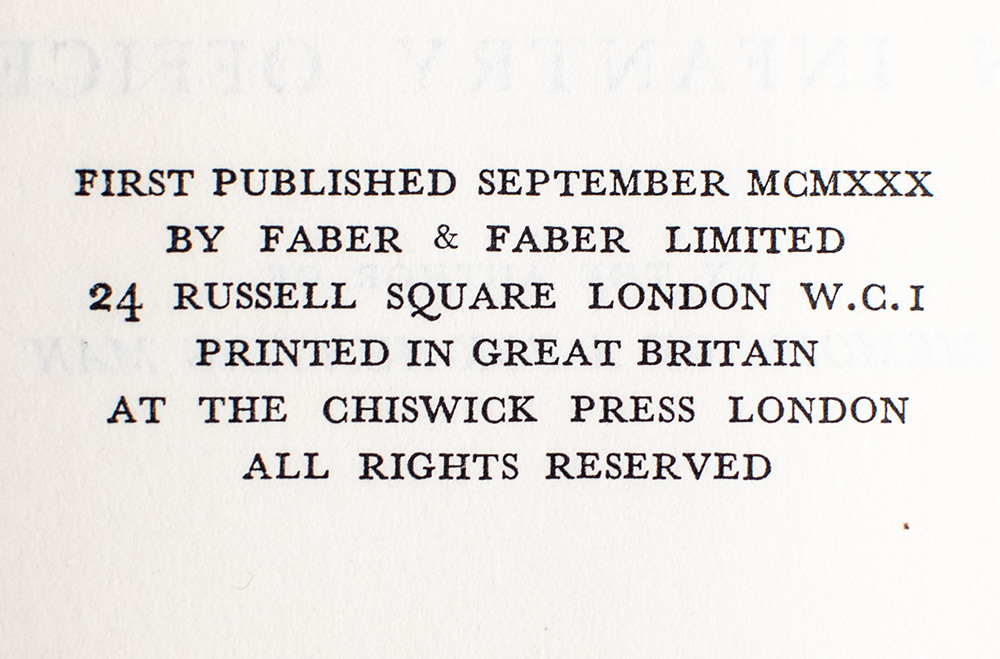 FIRST PUBLISHED SEPTEMBER MCMXXX
BY FABER & FABER LIMITED
24 RUSSELL SQUARE LONDON W.C.1
PRINTED IN GREAT BRITAIN
AT THE CHISWICK PRESS LONDON
ALL RIGHTS RESERVED